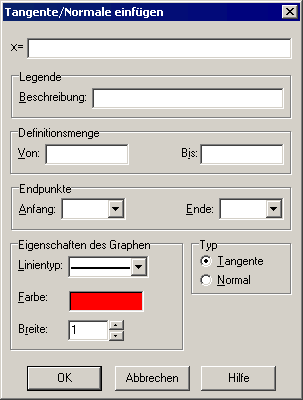 Tangente/Normale einfügen
x=
Legende
Beschreibung:
Definitionsmenge
Von: Bis:
Endpunkte
Anfang: Ende:
Eigenschaften des Graphen
Linientyp:
Farbe:
Breite: 1
Typ
Tangente
Normal
OK Abbrechen Hilfe